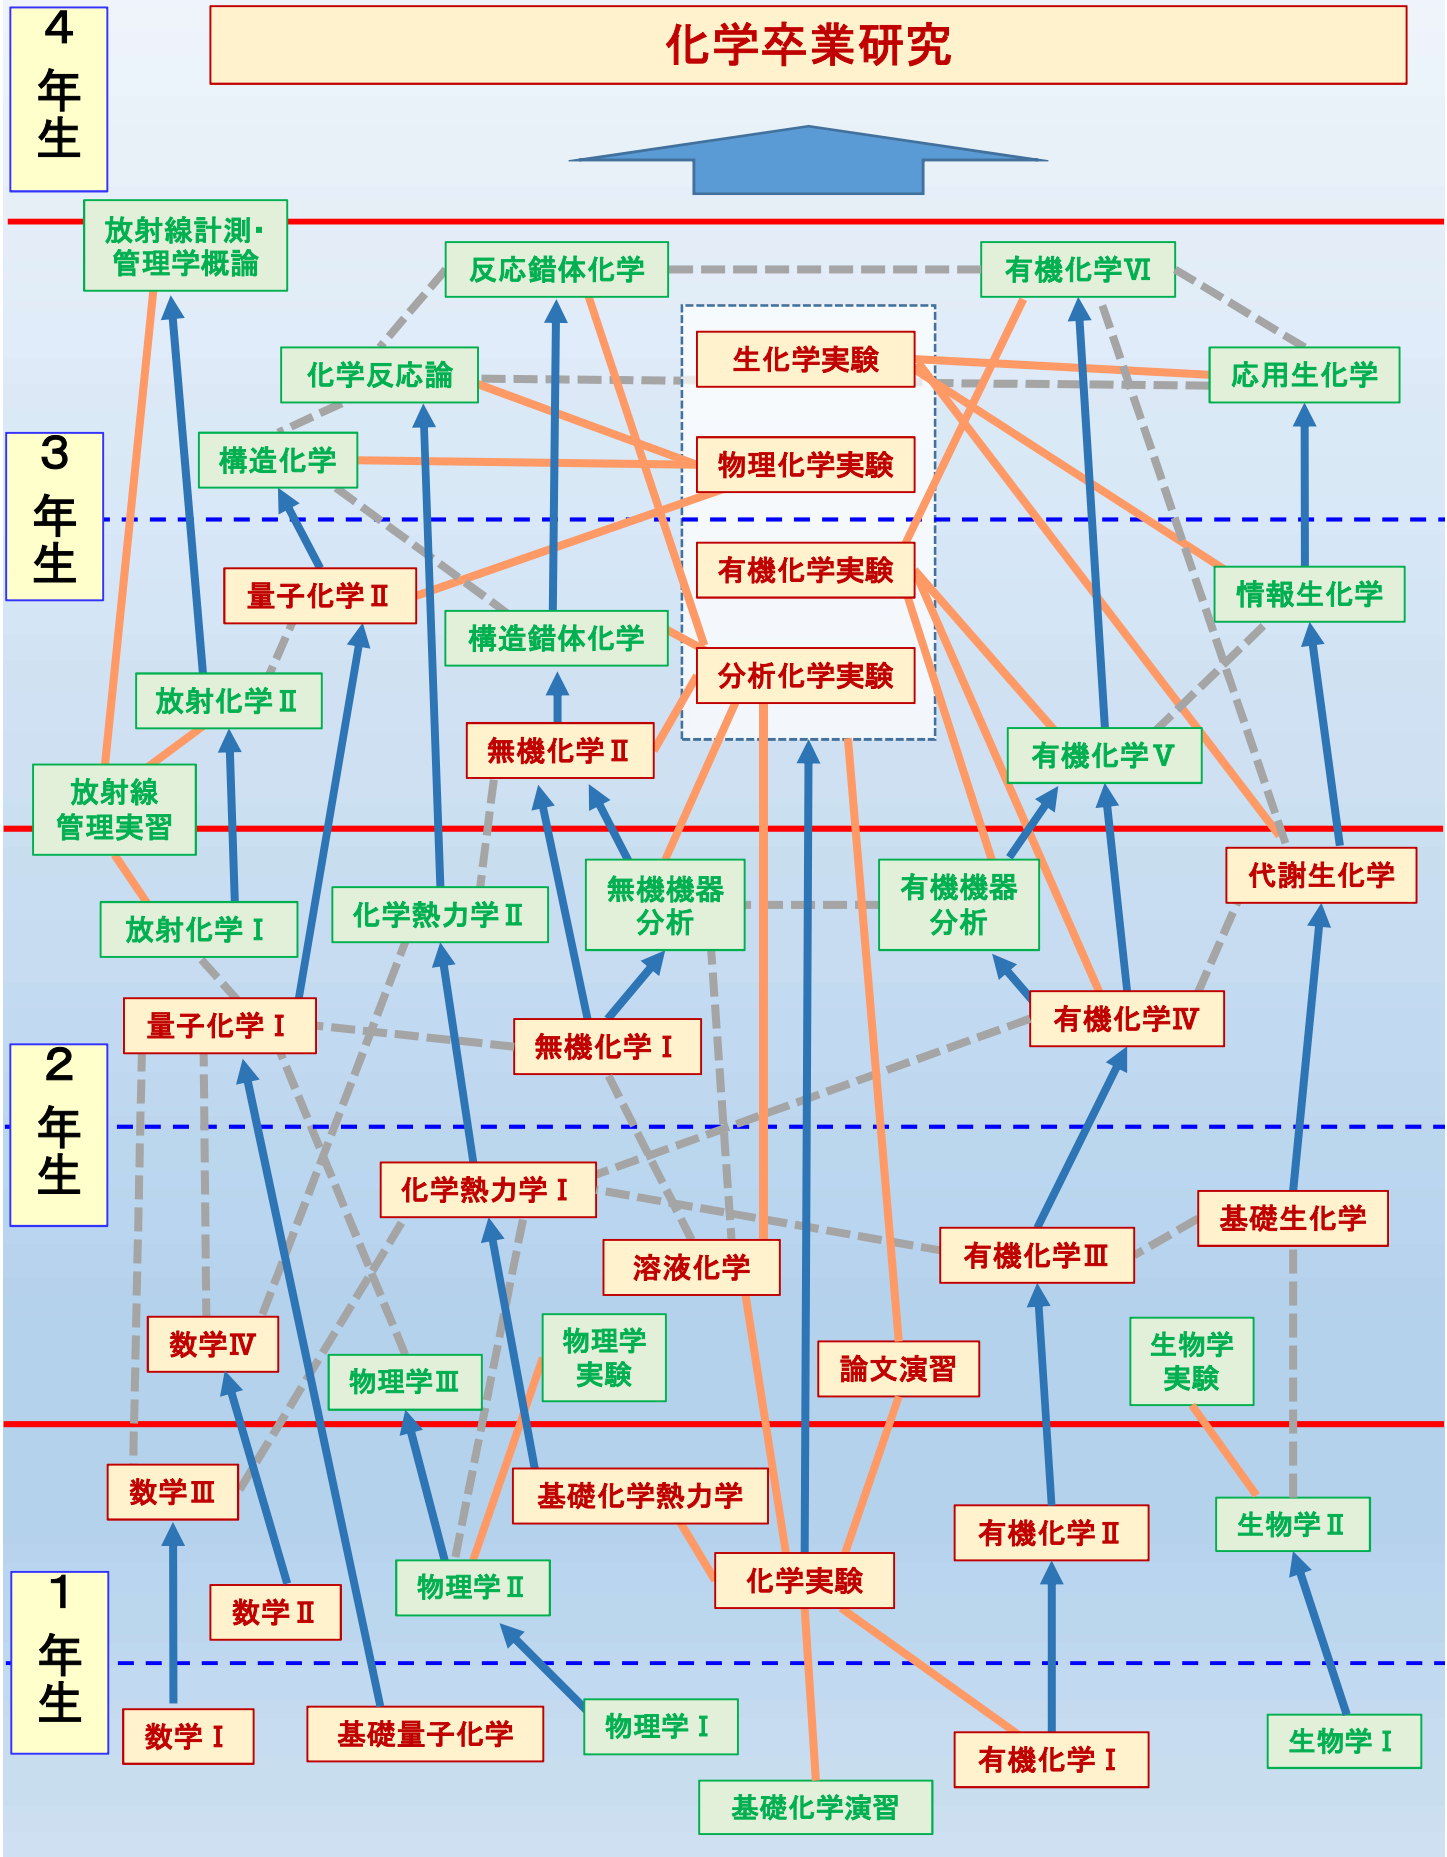 4
年
生
化学卒業研究
放射線計測・
管理学概論
反応錯体化学
有機化学Ⅵ
生化学実験
化学反応論
応用生化学
3
年
生
構造化学
物理化学実験
量子化学Ⅱ
有機化学実験
情報生化学
構造錯体化学
分析化学実験
放射化学Ⅱ
無機化学Ⅱ
有機化学Ⅴ
放射線
管理実習
代謝生化学
放射化学Ⅰ
化学熱力学Ⅱ
無機機器
分析
有機機器
分析
量子化学Ⅰ
無機化学Ⅰ
有機化学Ⅳ
2
年
生
化学熱力学Ⅰ
基礎生化学
溶液化学
有機化学Ⅲ
数学Ⅳ
物理学Ⅲ
物理学
実験
論文演習
生物学
実験
数学Ⅲ
基礎化学熱力学
有機化学Ⅱ
生物学Ⅱ
1
年
生
数学Ⅱ
物理学Ⅱ
化学実験
数学Ⅰ
基礎量子化学
物理学Ⅰ
有機化学Ⅰ
生物学Ⅰ
基礎化学演習